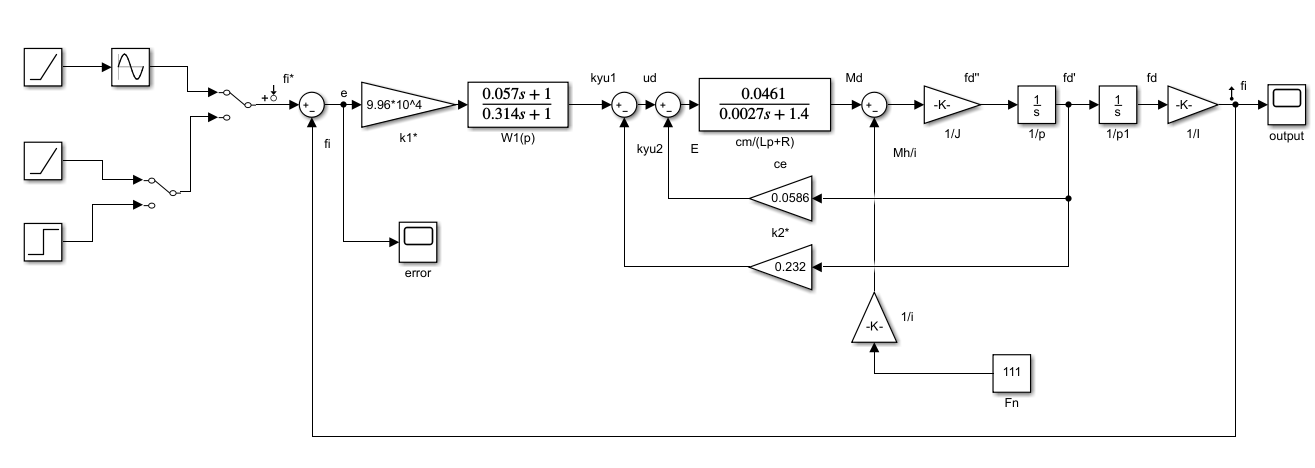 fi*
e
9.96*10^4
k1*
0.057s + 1
0.314s + 1
W1(p)
kyu1
ud
0.0461
0.0027s + 1.4
cm/(Lp+R)
Md
fd"
-K-
1/J
fd'
1
s
1/p
1
s
1/p1
fd
-K-
1/I
fi
output
fi
kyu2
E
Mh/i
ce
0.0586
k2*
0.232
error
-K-
1/i
111
Fn